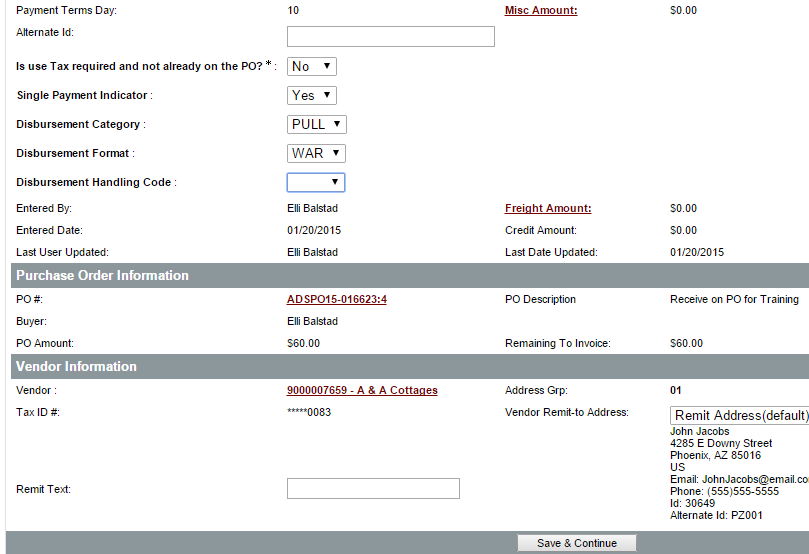 Payment Terms Day: 10 Misc Amount: $0.00
Alternate Id:
Is use Tax required and not already on the PO? * : No
Single Payment Indicator : Yes
Disbursement Category : PULL
Disbursement Format : WAR
Disbursement Handling Code :
Entered By: Elli Balstad Freight Amount: $0.00
Entered Date: 01/20/2015 Credit Amount: $0.00
Last User Updated: Elli Balstad Last Date Updated: 01/20/2015
Purchase Order Information
PO #: ADSPO15-016623:4 PO Description Receive on PO for Training
Buyer: Elli Balstad
PO Amount: $60.00 Remaining To Invoice: $60.00
Vendor Information
Vendor : 9000007659 - A & A Cottages Address Grp: 01
Tax ID #: *****0083 Vendor Remit-to Address: Remit Address(default)
John Jacobs
4285 E Downy Street
Phoenix, AZ 85016
US
Email: JohnJacobs@email.co
Phone: (555)555-5555
Remit Text:
Id: 30649
Alternate Id: PZ001
Save & Continue